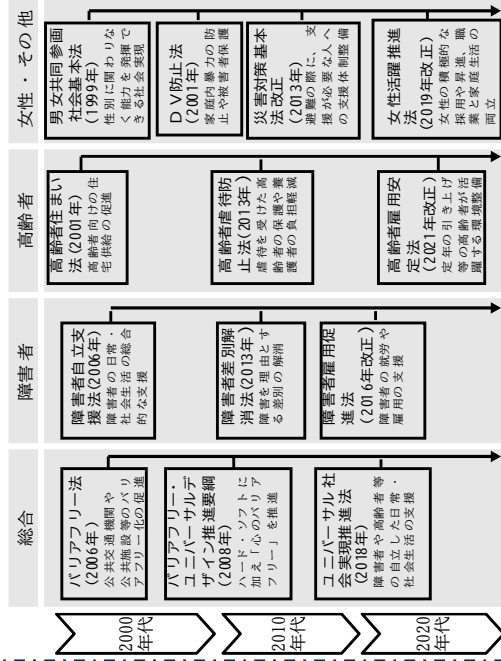 総合
バリアフリー法
(2006年)
公共交通機関や
公共施設等のバリ
アフリー化の促進
バリアフリー・
ユニバーサルデ
ザイン推進要綱
(2008年)
ハード・ソフトに
加え「心のバリア
フリー」を推進
ユニバーサル社
会実現推進法
(2018年)
障害者や高齢者等
の自立した日常・
社会生活の支援
障害者
障害者自立支
援法(2006年)
障害者の日常・
社会生活の総合
的な支援
障害者差別解
消法(2013年)
障害を理由とす
る差別の解消
障害者雇用促
進法
(2016年改正)
障害者の就労や
雇用の支援
高齢者
高齢者住まい
法(2001年)
高齢者向けの住
宅供給の促進
高齢者虐待防
止法(2013年)
虐待を受けた高
齢者の保護や養
護者の負担軽減
高齢者雇用安
定法
(2021年改正)
定年の引き上げ
等の高齢者が活
躍する環境整備
女性・その他
男女共同参画
社会基本法
(1999年)
性別に関わりな
く能力を発揮で
きる社会実現
DV防止法
(2001年)
家庭内暴力の防
止や被害者保護
災害対策基本
法改正
(2013年)
避難の際に、支
援が必要な人へ
の支援体制整備
女性活躍推進
法
(2019年改正)
女性の積極的な
採用や昇進、職
業と家庭生活の
両立
2000
年代
2010
年代
2020
年代